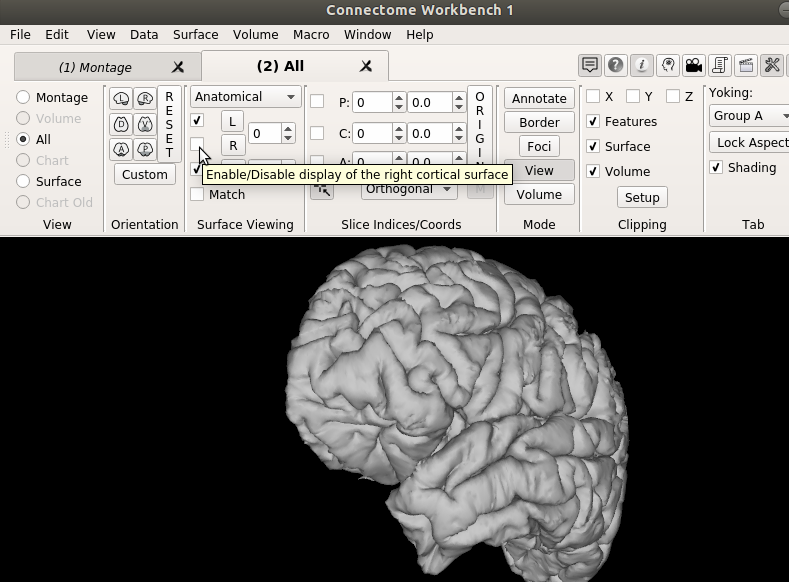 Connectome Workbench 1
File Edit View Data Surface Volume Macro Window Help
(1) Montage
(2) All
Montage
Volume
All
Chart
Surface
Chart Old
View
L R
D V
A P
RESET
Custom
Orientation
Anatomical
L
R
0
Match
Surface Viewing
P: 0 0.0
C: 0 0.0
A: 0 0.0
ORIGIN
Enable/Disable display of the right cortical surface
Orthogonal
M
Slice Indices/Coords
Annotate
Border
Foci
View
Volume
Mode
X Y Z
Features
Surface
Volume
Setup
Clipping
Yoking:
Group A
Lock Aspect
Shading
Tab